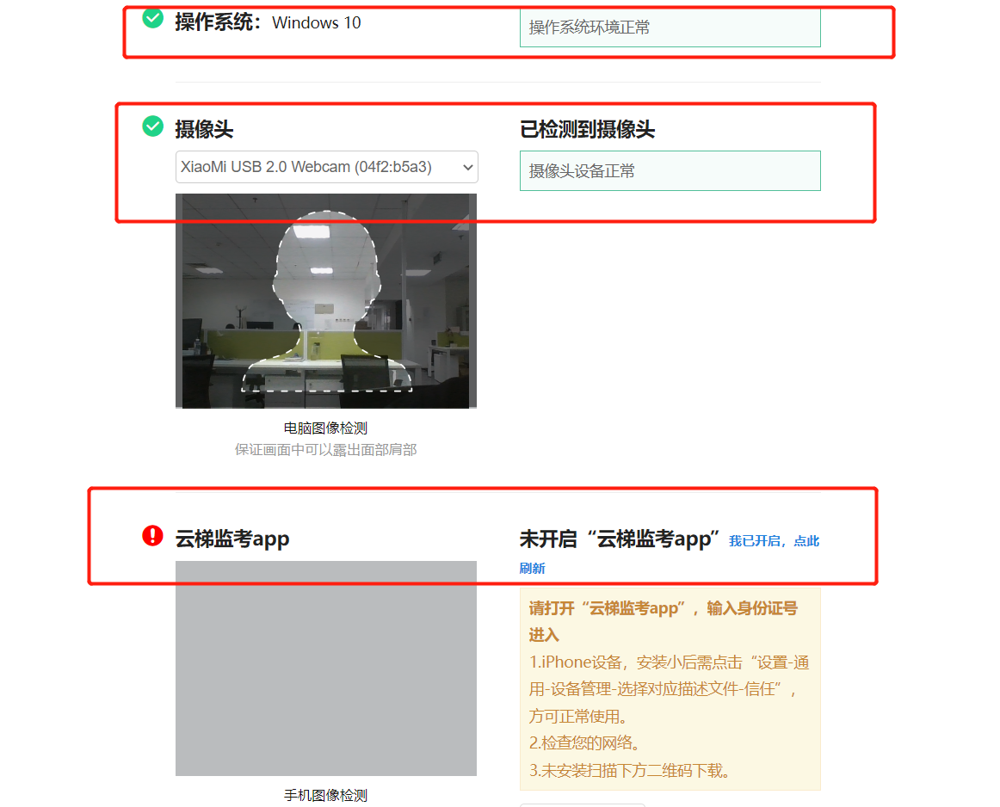 操作系统：Windows 10
操作系统环境正常
摄像头
已检测到摄像头
XiaoMi USB 2.0 Webcam (04f2:b5a3)
摄像头设备正常
电脑图像检测
保证画面中可以露出面部肩部
云梯监考app
未开启“云梯监考app” 我已开启，点此
刷新
请打开“云梯监考app”，输入身份证号
进入
1.iPhone设备，安装小后需点击“设置-通
用-设备管理-选择对应描述文件-信任”，
方可正常使用。
2.检查您的网络。
3.未安装扫描下方二维码下载。
手机图像检测